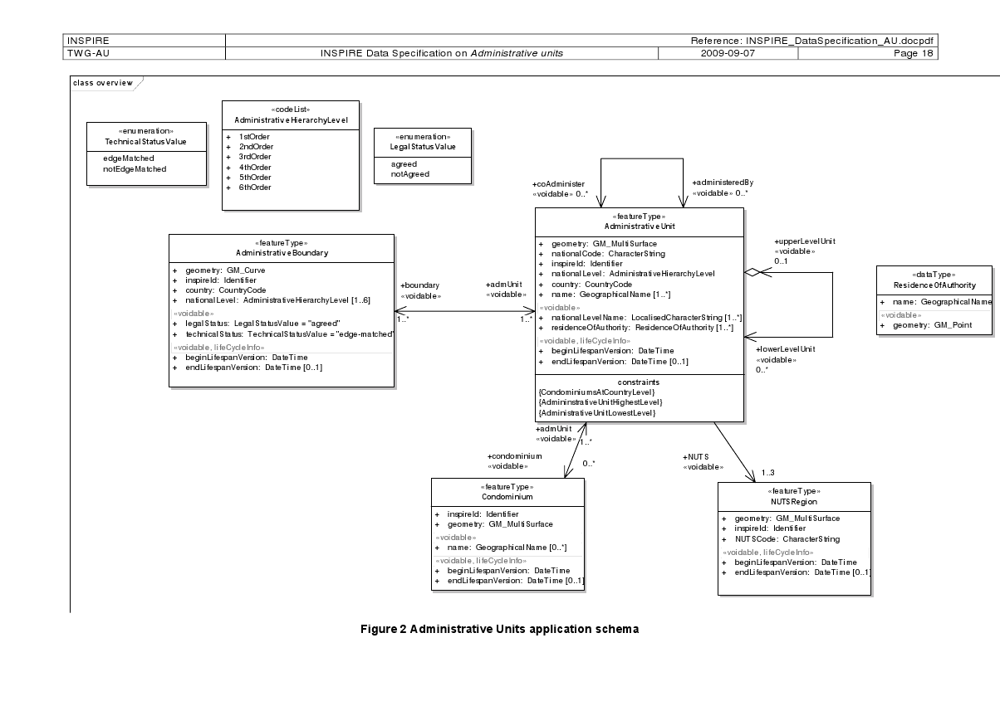 INSPIRE
Reference: INSPIRE_DataSpecification_AU.docpdf
TWG-AU
INSPIRE Data Specification on Administrative units
2009-09-07
Page 18
class overview
«enumeration»
TechnicalStatusValue
edgeMatched
notEdgeMatched
«codeList»
AdministrativeHierarchyLevel
+ 1stOrder
+ 2ndOrder
+ 3rdOrder
+ 4thOrder
+ 5thOrder
+ 6thOrder
«enumeration»
LegalStatusValue
agreed
notAgreed
+coAdminister
«voidable» 0..*
+administeredBy
«voidable» 0..*
«featureType»
AdministrativeBoundary
+ geometry: GM_Curve
+ inspireId: Identifier
+ country: CountryCode
+ nationalLevel: AdministrativeHierarchyLevel [1..6]
«voidable»
+ legalStatus: LegalStatusValue = "agreed"
+ technicalStatus: TechnicalStatusValue = "edge-matched"
«voidable, lifeCycleInfo»
+ beginLifespanVersion: DateTime
+ endLifespanVersion: DateTime [0..1]
+boundary
«voidable»
1..*
+admUnit
«voidable»
1..*
«featureType»
AdministrativeUnit
+ geometry: GM_MultiSurface
+ nationalCode: CharacterString
+ inspireId: Identifier
+ nationalLevel: AdministrativeHierarchyLevel
+ country: CountryCode
+ name: GeographicalName [1..*]
«voidable»
+ nationalLevelName: LocalisedCharacterString [1..*]
+ residenceOfAuthority: ResidenceOfAuthority [1..*]
«voidable, lifeCycleInfo»
+ beginLifespanVersion: DateTime
+ endLifespanVersion: DateTime [0..1]
constraints
{CondominiumsAtCountryLevel}
{AdmininstrativeUnitHighestLevel}
{AdministrativeUnitLowestLevel}
+upperLevelUnit
«voidable»
0..1
+lowerLevelUnit
«voidable»
0..*
«dataType»
ResidenceOfAuthority
+ name: GeographicalName
«voidable»
+ geometry: GM_Point
+admUnit
«voidable»
1..*
+condominium
«voidable»
0..*
+NUTS
«voidable»
1..3
«featureType»
Condominium
+ inspireId: Identifier
+ geometry: GM_MultiSurface
«voidable»
+ name: GeographicalName [0..*]
«voidable, lifeCycleInfo»
+ beginLifespanVersion: DateTime
+ endLifespanVersion: DateTime [0..1]
«featureType»
NUTSRegion
+ geometry: GM_MultiSurface
+ inspireId: Identifier
+ NUTSCode: CharacterString
«voidable, lifeCycleInfo»
+ beginLifespanVersion: DateTime
+ endLifespanVersion: DateTime [0..1]
Figure 2 Administrative Units application schema